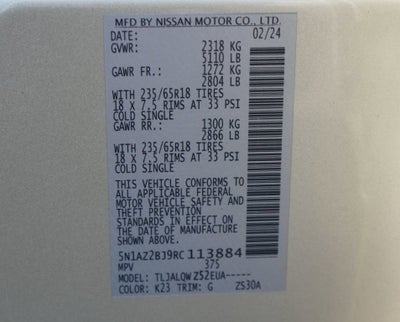 MFD BY NISSAN MOTOR CO., LTD.
DATE: 02/24
GVWR: 2318 KG
5110 LB
GAWR FR.: 1272 KG
2804 LB
WITH 235/65R18 TIRES
18 X 7.5 RIMS AT 33 PSI
COLD SINGLE
GAWR RR.: 1300 KG
2866 LB
WITH 235/65R18 TIRES
18 X 7.5 RIMS AT 33 PSI
COLD SINGLE
THIS VEHICLE CONFORMS TO
ALL APPLICABLE FEDERAL
MOTOR VEHICLE SAFETY AND
THEFT PREVENTION
STANDARDS IN EFFECT ON
THE DATE OF MANUFACTURE
SHOWN ABOVE.
5N1AZ2BJ9RC113884
MPV 375
MODEL: TLJALQWZ52EUA-----
COLOR: K23 TRIM: G ZS30A